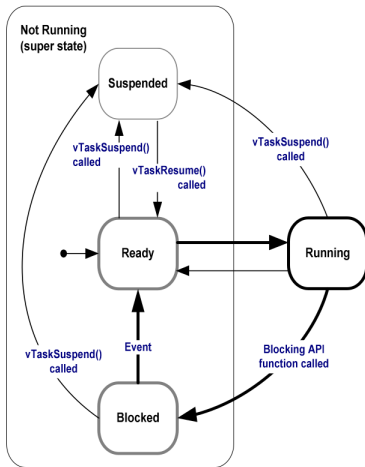 Not Running
(super state)
Suspended
vTaskSuspend()
called
vTaskResume()
called
vTaskSuspend()
called
Ready
Running
Event
vTaskSuspend()
called
Blocking API
function called
Blocked